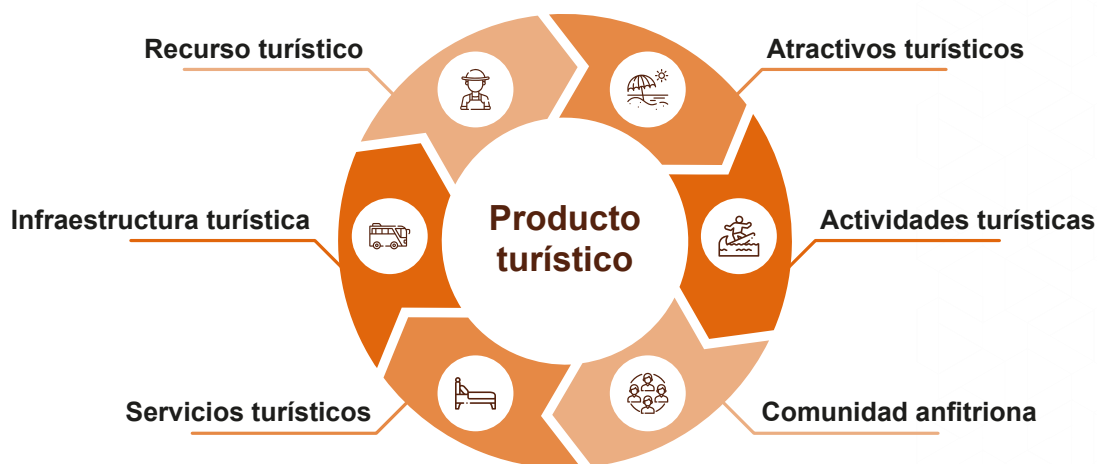 Recurso turístico
Atractivos turísticos
Infraestructura turística
Producto
turístico
Actividades turísticas
Servicios turísticos
Comunidad anfitriona